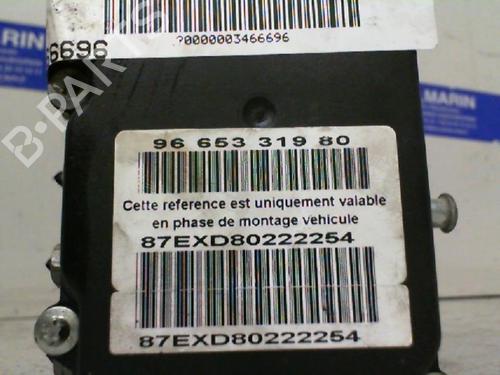 ?0000003466696
6696
MARIN
B-PARTS
96 653 319 80
Cette reference est uniquement valable
en phase de montage vehicule
87EXD80222254
87EXD80222254